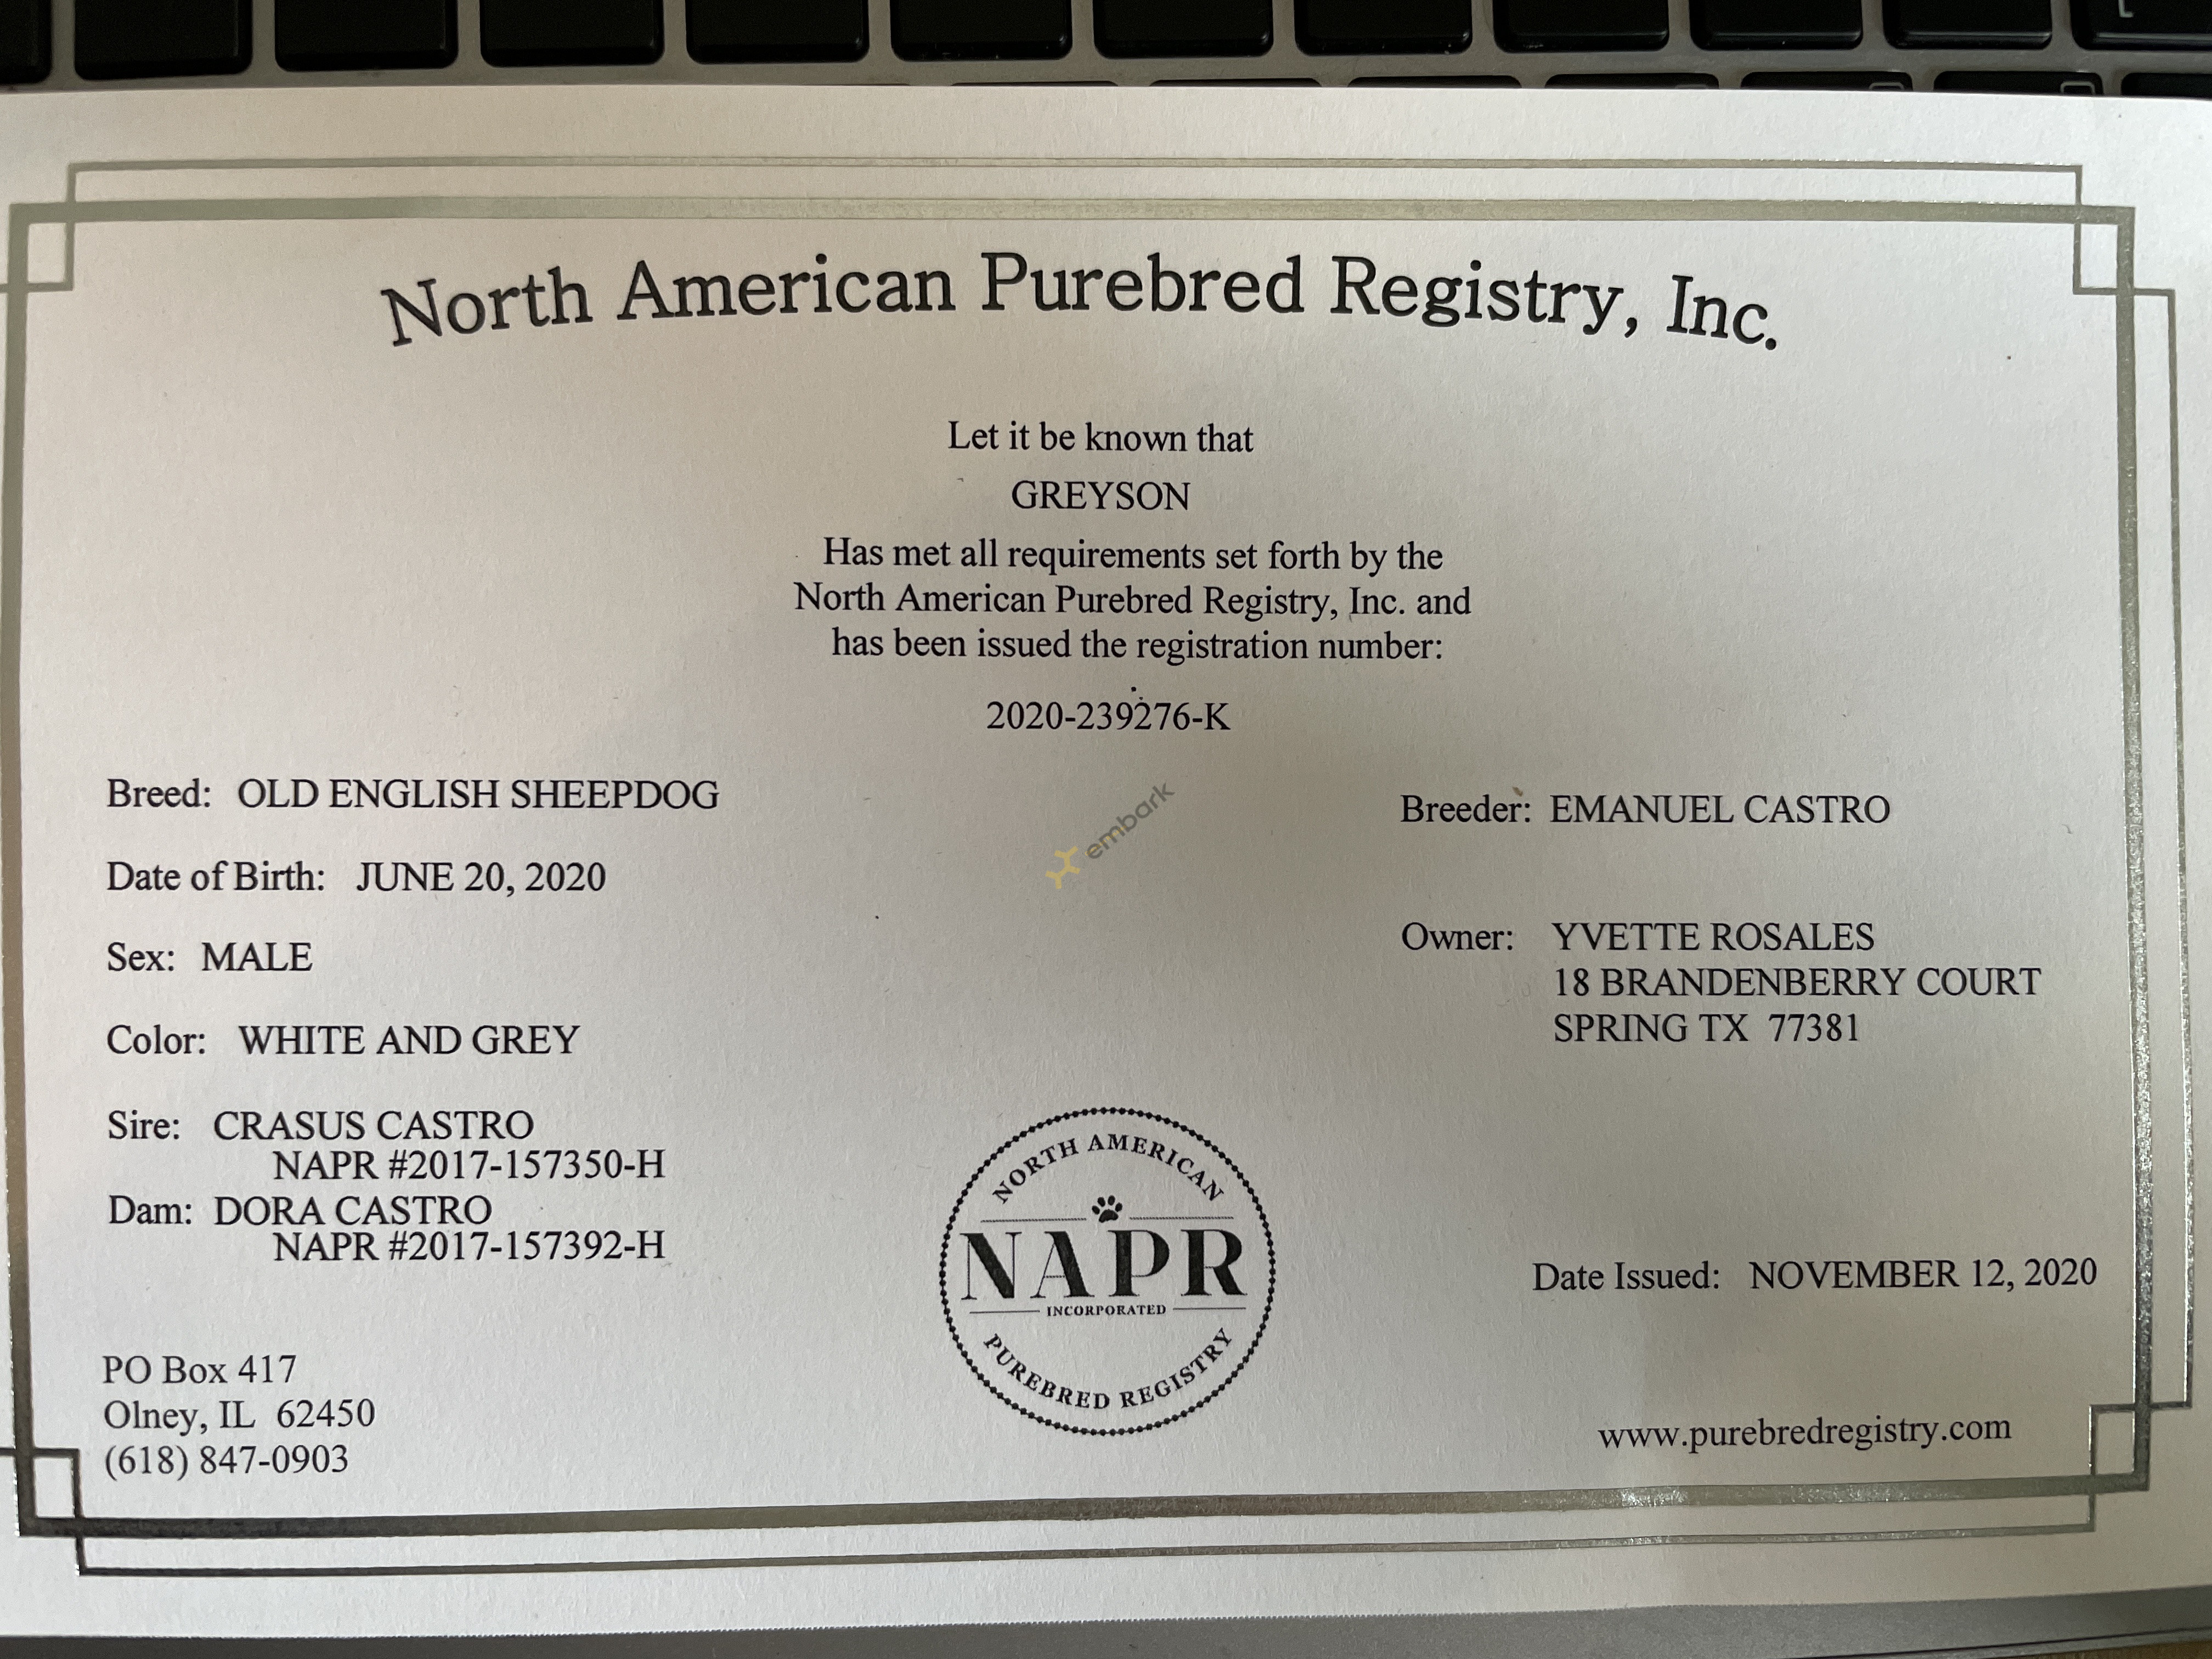 North American Purebred Registry, Inc.
Let it be known that
GREYSON
Has met all requirements set forth by the
North American Purebred Registry, Inc. and
has been issued the registration number:
2020-239276-K
Breed: OLD ENGLISH SHEEPDOG
Date of Birth: JUNE 20, 2020
Sex: MALE
Color: WHITE AND GREY
Sire: CRASUS CASTRO
NAPR #2017-157350-H
Dam: DORA CASTRO
NAPR #2017-157392-H
PO Box 417
Olney, IL 62450
(618) 847-0903
embark
NORTH AMERICAN
NAPR
INCORPORATED
PUREBRED REGISTRY
Breeder: EMANUEL CASTRO
Owner: YVETTE ROSALES
18 BRANDENBERRY COURT
SPRING TX 77381
Date Issued: NOVEMBER 12, 2020
www.purebredregistry.com